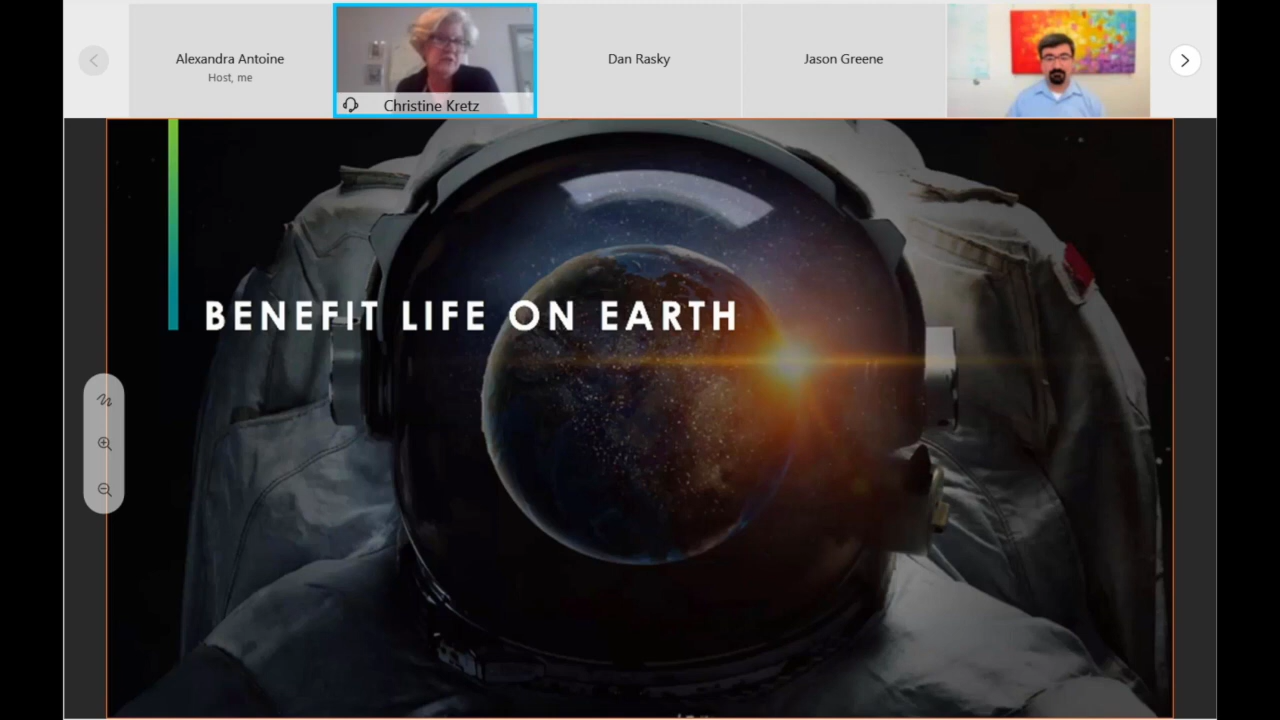 Alexandra Antoine
Host, me
Christine Kretz
Dan Rasky
Jason Greene
BENEFIT LIFE ON EARTH